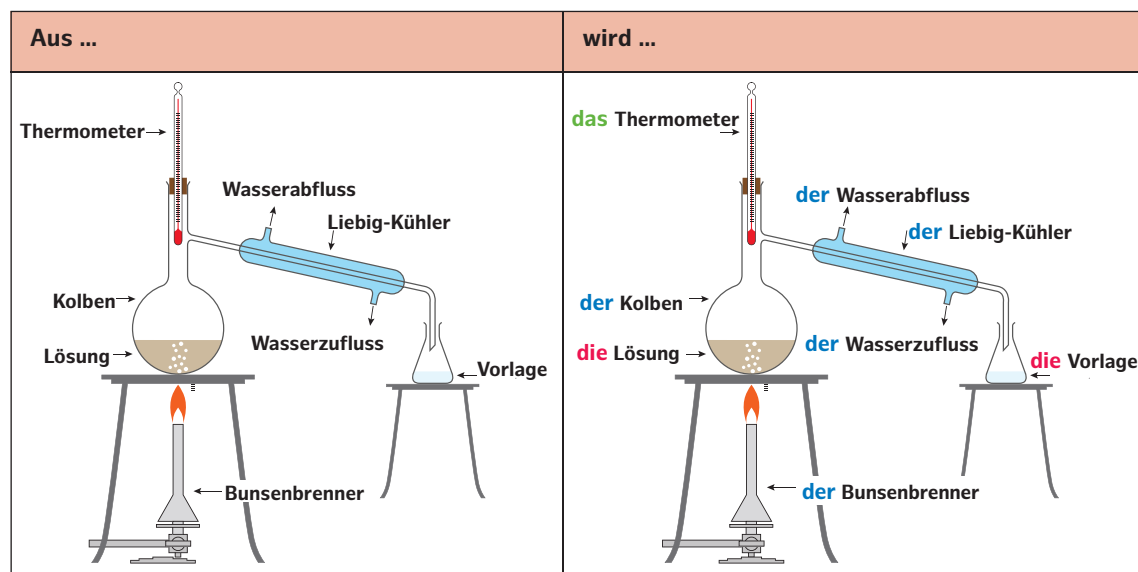 Aus ...
Thermometer
Wasserabfluss
Liebig-Kühler
Kolben
Wasserzufluss
Lösung
Vorlage
Bunsenbrenner
wird ...
das Thermometer
der Wasserabfluss
der Liebig-Kühler
der Kolben
der Wasserzufluss
die Lösung
die Vorlage
der Bunsenbrenner